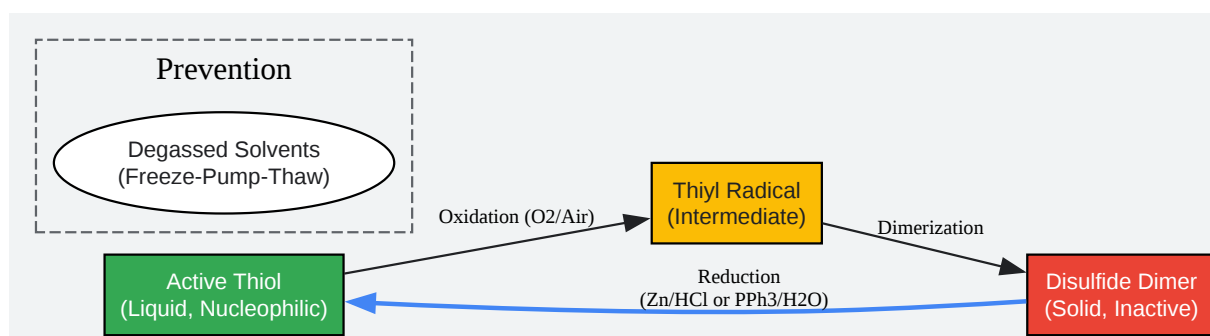 Prevention
Degassed Solvents
(Freeze-Pump-Thaw)
Thiyl Radical
(Intermediate)
Oxidation (O2/Air)
Dimerization
Active Thiol
(Liquid, Nucleophilic)
Reduction
(Zn/HCl or PPh3/H2O)
Disulfide Dimer
(Solid, Inactive)